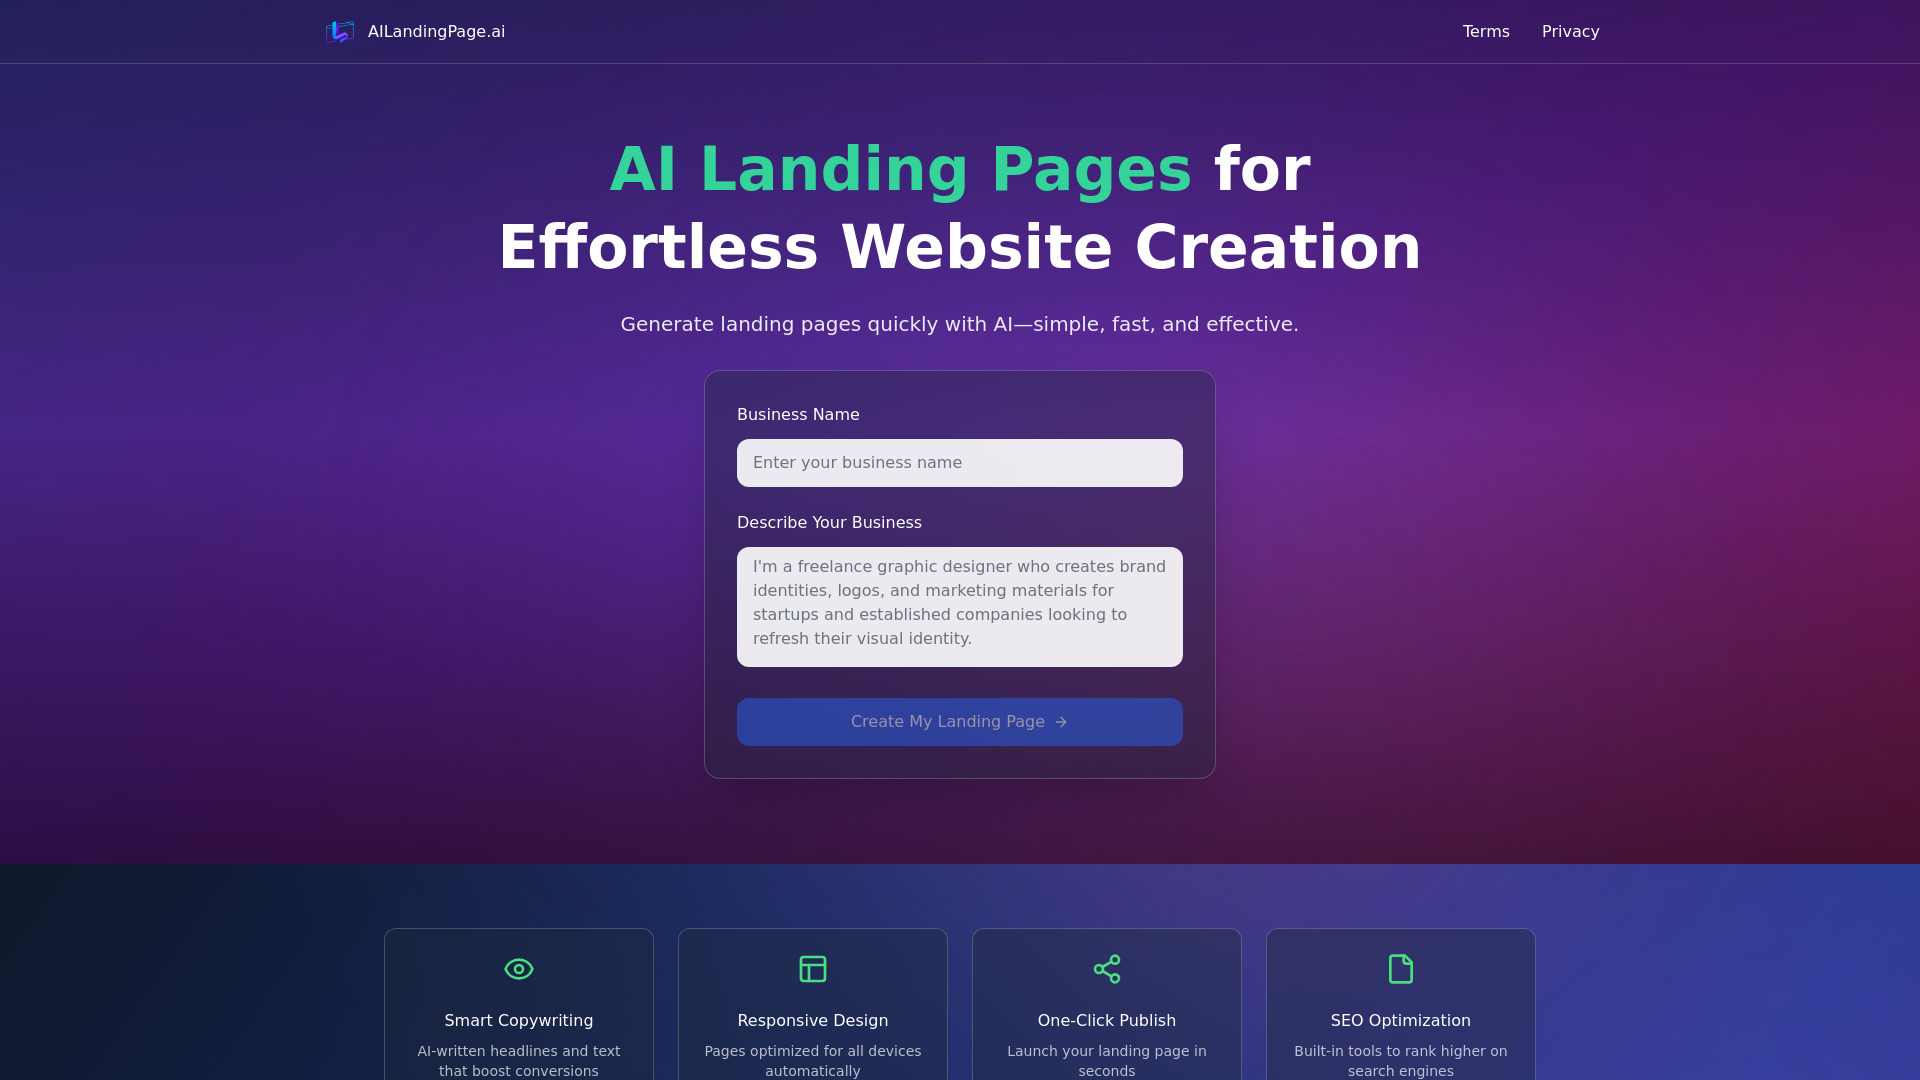 AILandingPage.ai
Terms
Privacy
AI Landing Pages for
Effortless Website Creation
Generate landing pages quickly with AI—simple, fast, and effective.
Business Name
Enter your business name
Describe Your Business
I'm a freelance graphic designer who creates brand
identities, logos, and marketing materials for
startups and established companies looking to
refresh their visual identity.
Create My Landing Page
Smart Copywriting
AI-written headlines and text
that boost conversions
Responsive Design
Pages optimized for all devices
automatically
One-Click Publish
Launch your landing page in
seconds
SEO Optimization
Built-in tools to rank higher on
search engines